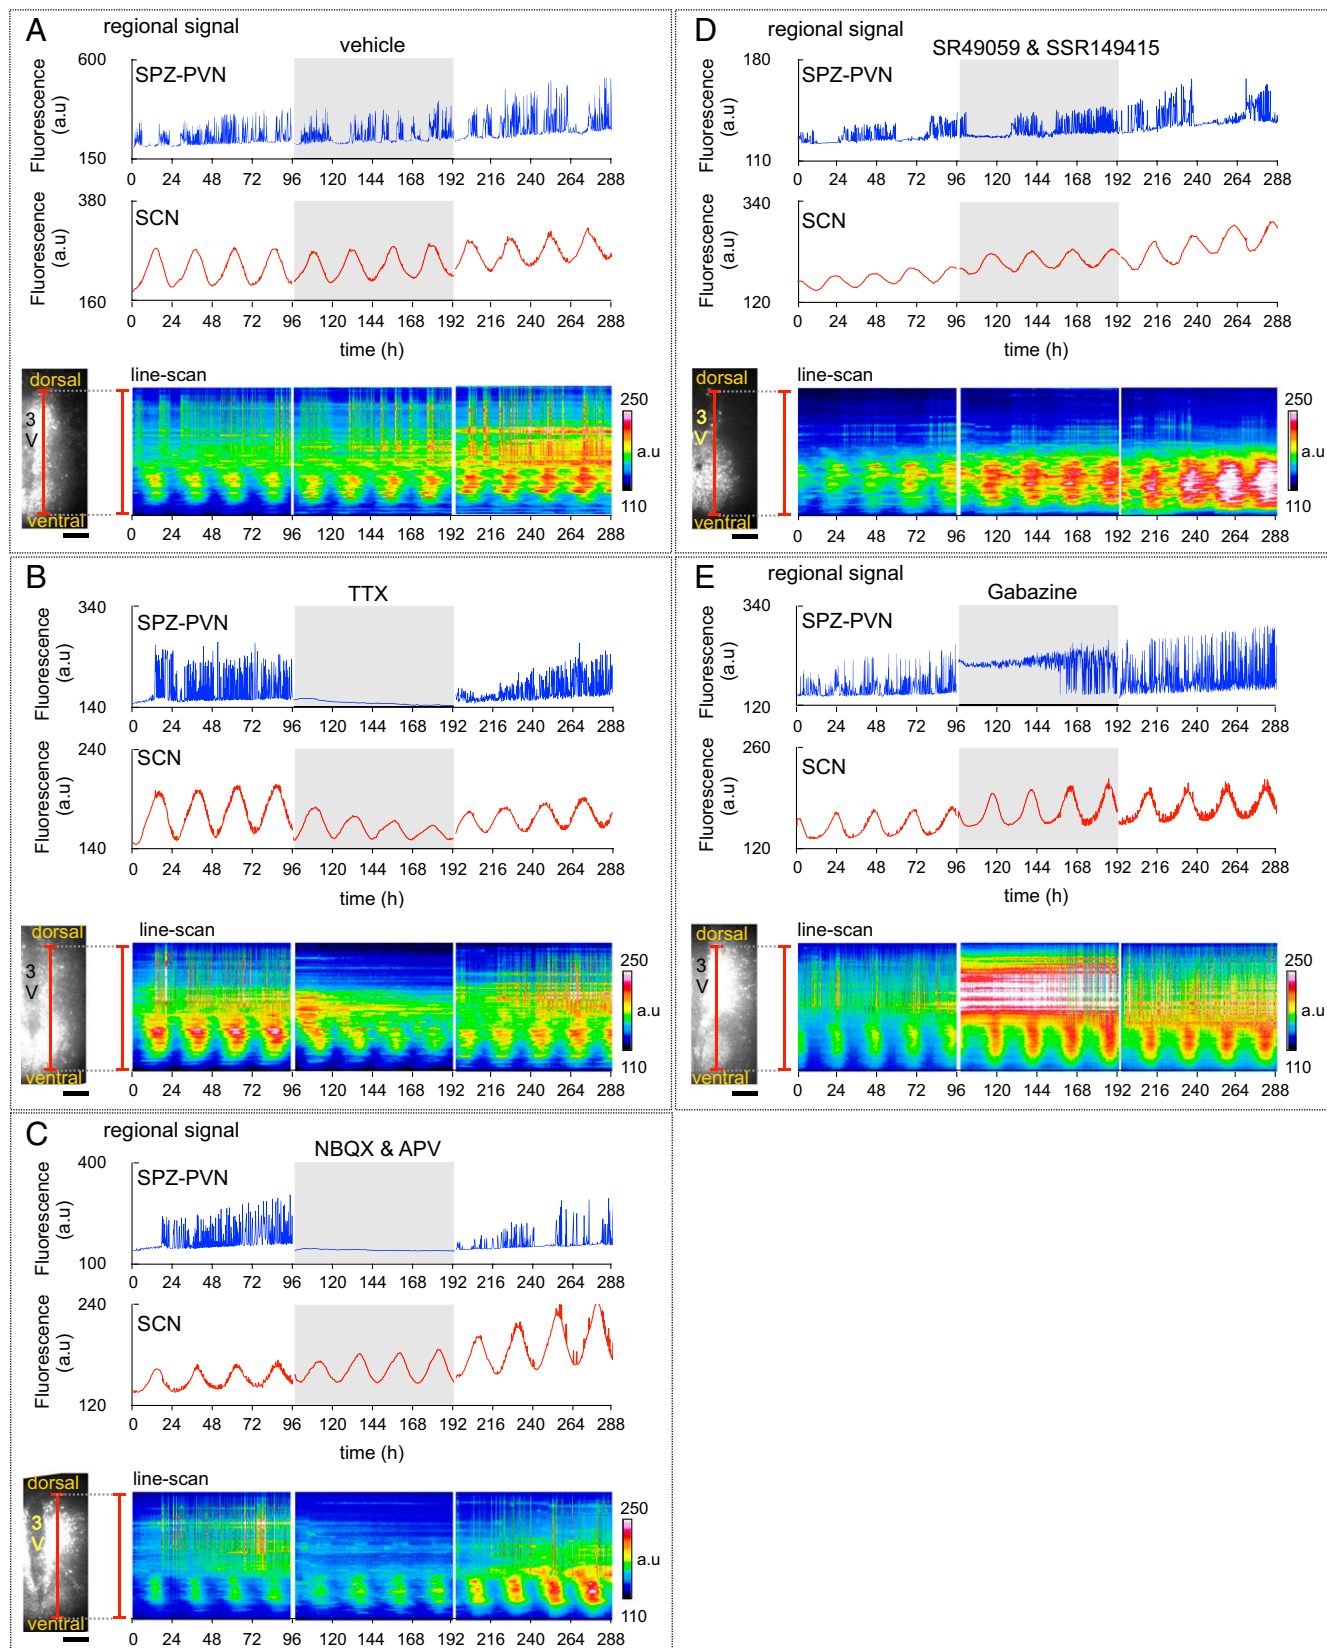 A
regional signal
vehicle
600
SPZ-PVN
Fluorescence
(a.u)
150
0 24 48 72 96 120 144 168 192 216 240 264 288
380
SCN
Fluorescence
(a.u)
160
0 24 48 72 96 120 144 168 192 216 240 264 288
time (h)
line-scan
dorsal
3
V
ventral
250
a.u
110
0 24 48 72 96 120 144 168 192 216 240 264 288
B
TTX
340
SPZ-PVN
Fluorescence
(a.u)
140
0 24 48 72 96 120 144 168 192 216 240 264 288
240
SCN
Fluorescence
(a.u)
140
0 24 48 72 96 120 144 168 192 216 240 264 288
time (h)
line-scan
dorsal
3
V
ventral
250
a.u
110
0 24 48 72 96 120 144 168 192 216 240 264 288
C
regional signal
NBQX & APV
400
SPZ-PVN
Fluorescence
(a.u)
100
0 24 48 72 96 120 144 168 192 216 240 264 288
240
SCN
Fluorescence
(a.u)
120
0 24 48 72 96 120 144 168 192 216 240 264 288
time (h)
line-scan
dorsal
3
V
ventral
250
a.u
110
0 24 48 72 96 120 144 168 192 216 240 264 288
D
regional signal
SR49059 & SSR149415
180
SPZ-PVN
Fluorescence
(a.u)
110
0 24 48 72 96 120 144 168 192 216 240 264 288
340
SCN
Fluorescence
(a.u)
120
0 24 48 72 96 120 144 168 192 216 240 264 288
time (h)
line-scan
dorsal
3
V
ventral
250
a.u
110
0 24 48 72 96 120 144 168 192 216 240 264 288
E
regional signal
Gabazine
340
SPZ-PVN
Fluorescence
(a.u)
120
0 24 48 72 96 120 144 168 192 216 240 264 288
260
SCN
Fluorescence
(a.u)
120
0 24 48 72 96 120 144 168 192 216 240 264 288
time (h)
line-scan
dorsal
3
V
ventral
250
a.u
110
0 24 48 72 96 120 144 168 192 216 240 264 288